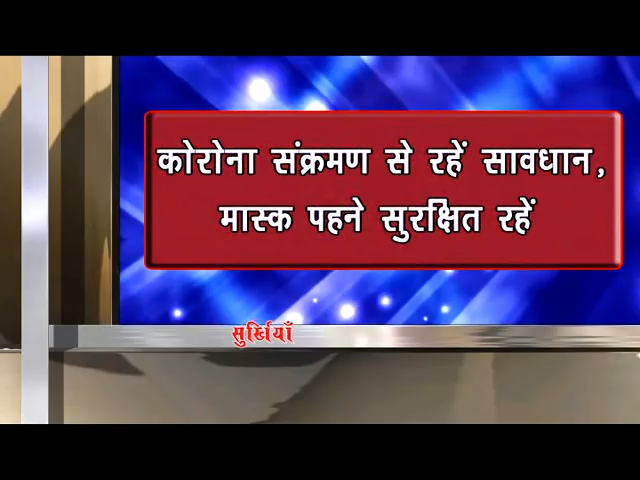 कोरोना संक्रमण से रहें सावधान,
मास्क पहने सुरक्षित रहें
सुर्ख़ियाँ